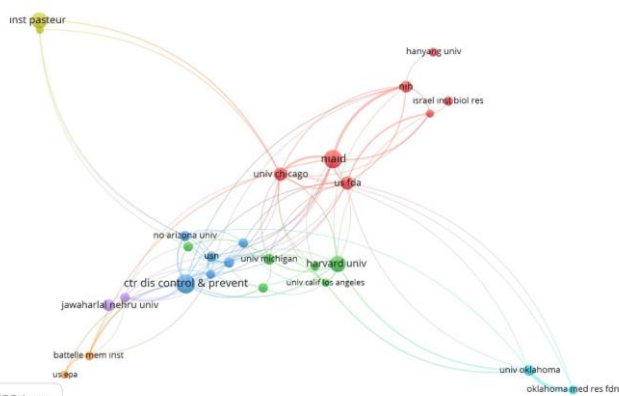 inst pasteur
hanyang univ
nih
israel inst biol res
niaid
univ chicago
us fda
no arizona univ
usn
univ michigan
harvard univ
ctr dis control & prevent
univ calif los angeles
jawaharlal nehru univ
battelle mem inst
us epa
univ oklahoma
oklahoma med res fdn